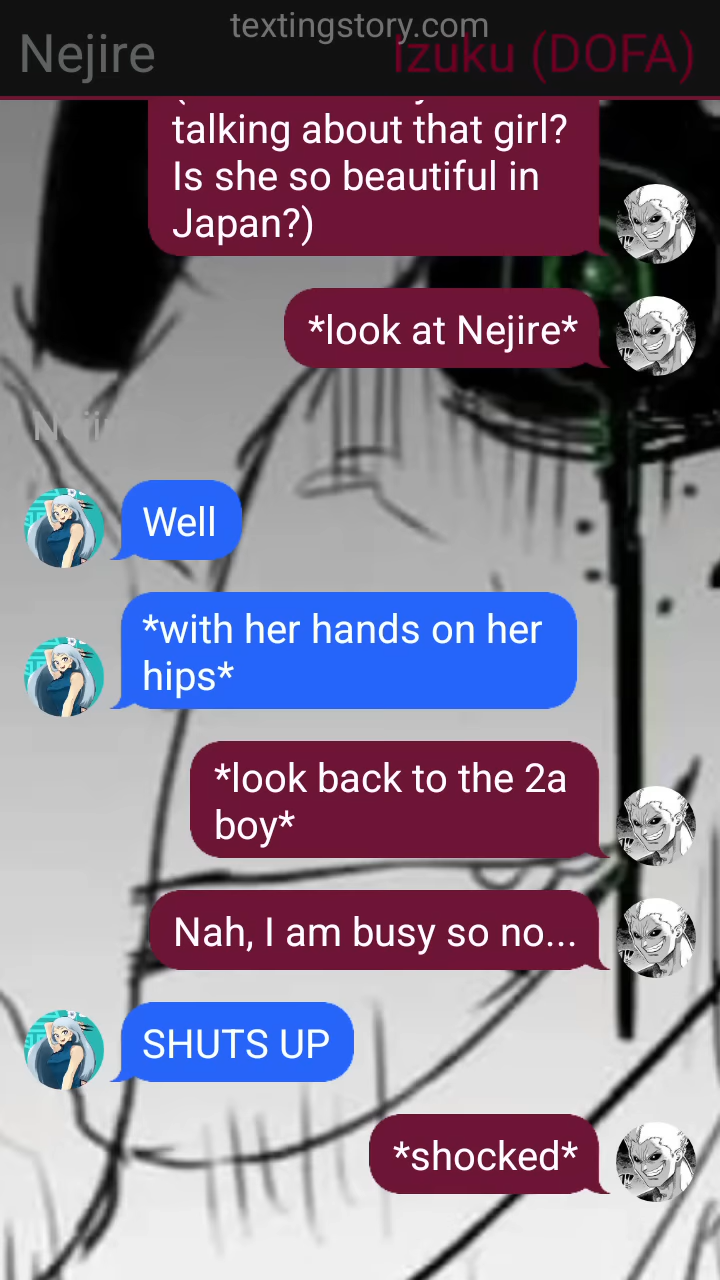 textingstory.com
Nejire
Izuku (DOFA)
talking about that girl?
Is she so beautiful in
Japan?)
*look at Nejire*
Well
*with her hands on her
hips*
*look back to the 2a
boy*
Nah, I am busy so no...
SHUTS UP
*shocked*